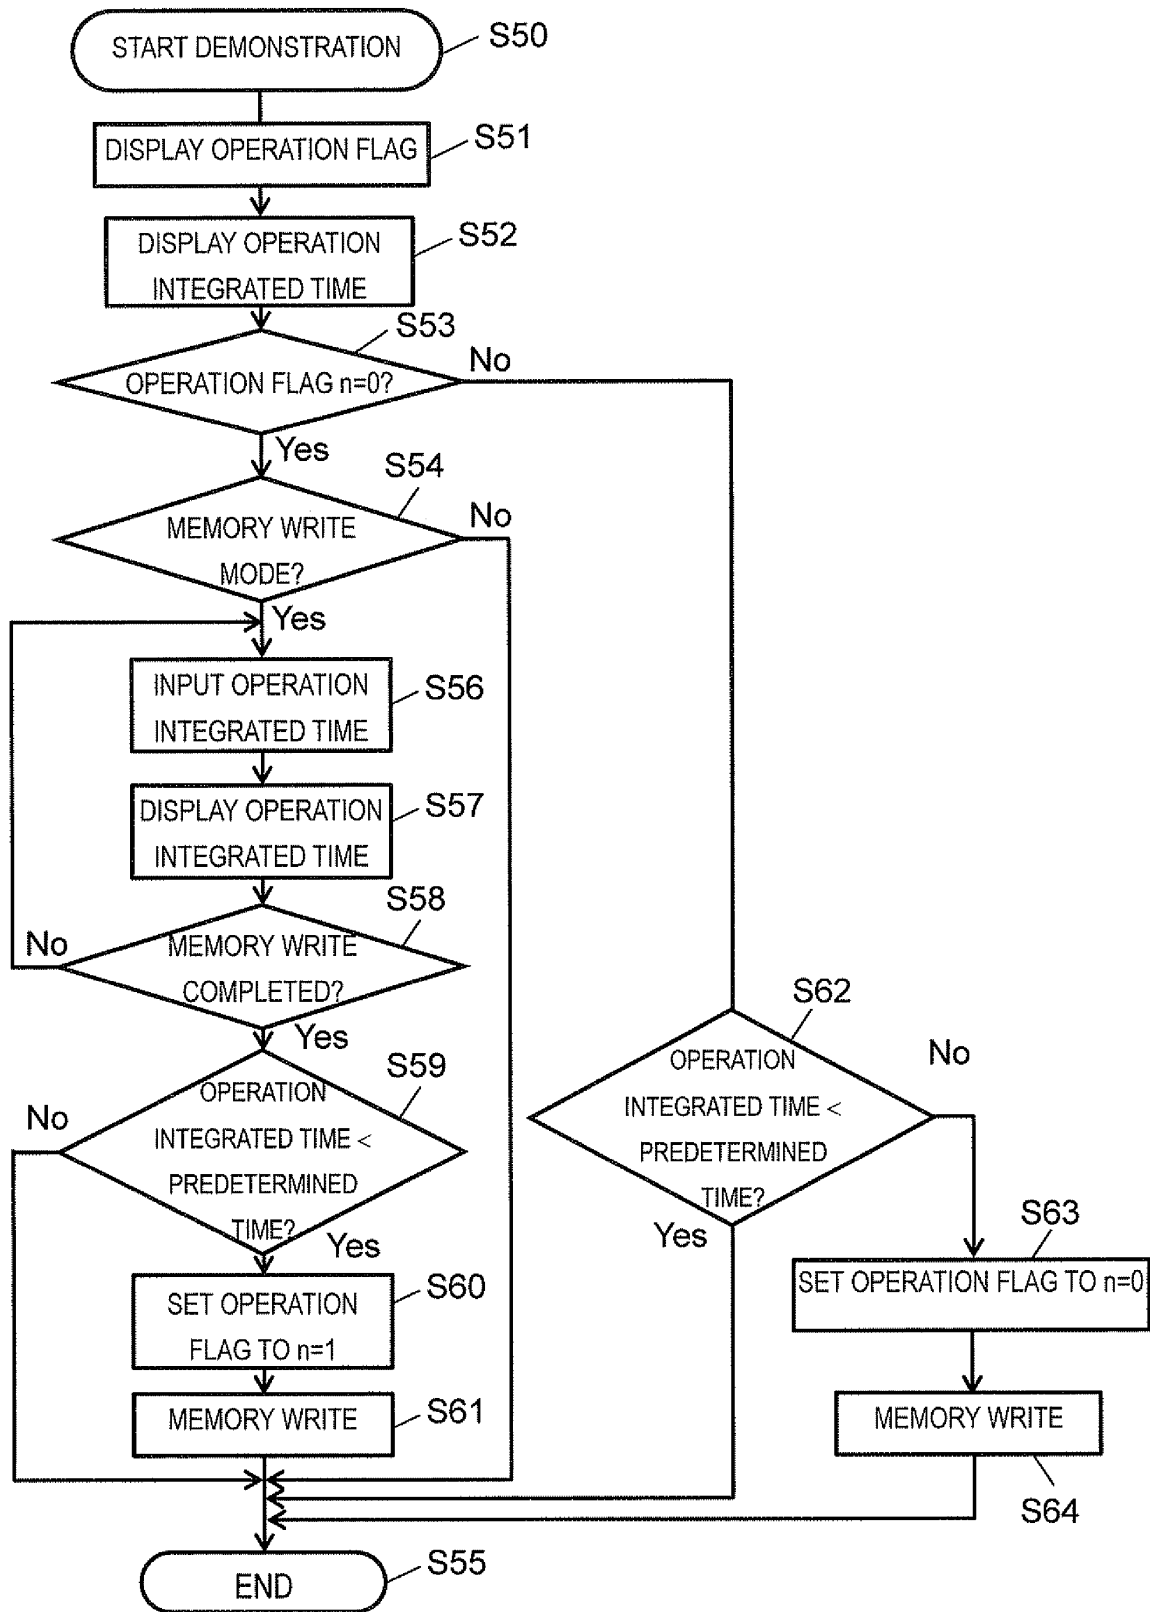 START DEMONSTRATION
S50
DISPLAY OPERATION FLAG
S51
DISPLAY OPERATION
INTEGRATED TIME
S52
S53
OPERATION FLAG n=0?
No
Yes
S54
MEMORY WRITE
MODE?
No
Yes
INPUT OPERATION
INTEGRATED TIME
S56
DISPLAY OPERATION
INTEGRATED TIME
S57
S58
No
MEMORY WRITE
COMPLETED?
Yes
S59
No
OPERATION
INTEGRATED TIME <
PREDETERMINED
TIME?
Yes
SET OPERATION
FLAG TO n=1
S60
MEMORY WRITE
S61
S62
OPERATION
INTEGRATED TIME <
PREDETERMINED
TIME?
No
Yes
S63
SET OPERATION FLAG TO n=0
MEMORY WRITE
S64
END
S55